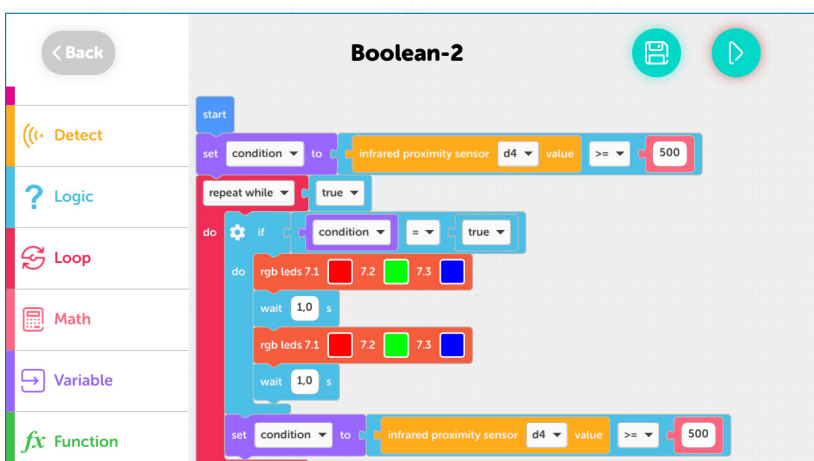 Back
Boolean-2
Detect
Logic
Loop
Math
Variable
fx Function
start
set condition to infrared proximity sensor d4 value >= 500
repeat while true
do if condition = true
do rgb leds 7.1 7.2 7.3
wait 1,0 s
rgb leds 7.1 7.2 7.3
wait 1,0 s
set condition to infrared proximity sensor d4 value >= 500